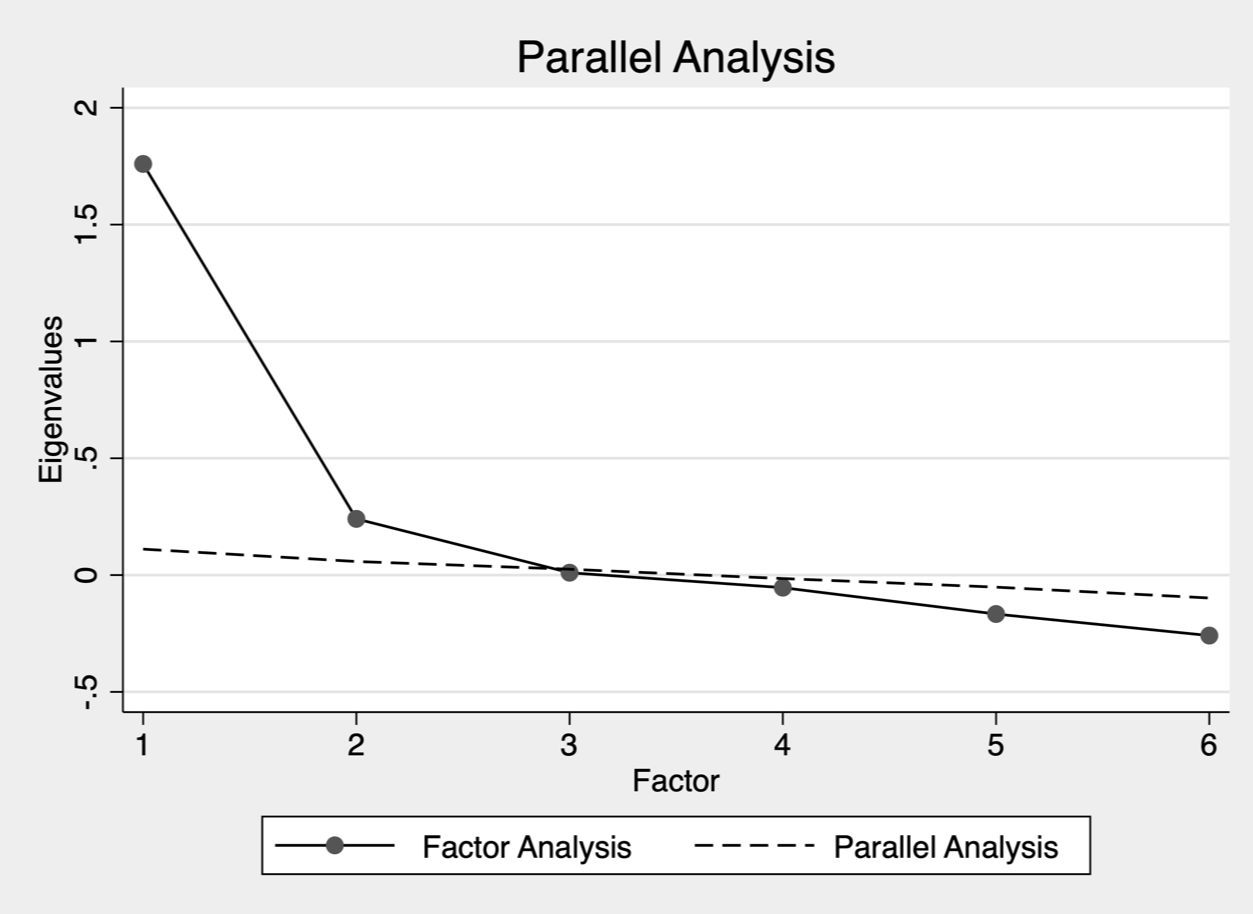 Parallel Analysis
2
1.5
1
.5
0
-.5
Eigenvalues
1 2 3 4 5 6
Factor
Factor Analysis Parallel Analysis